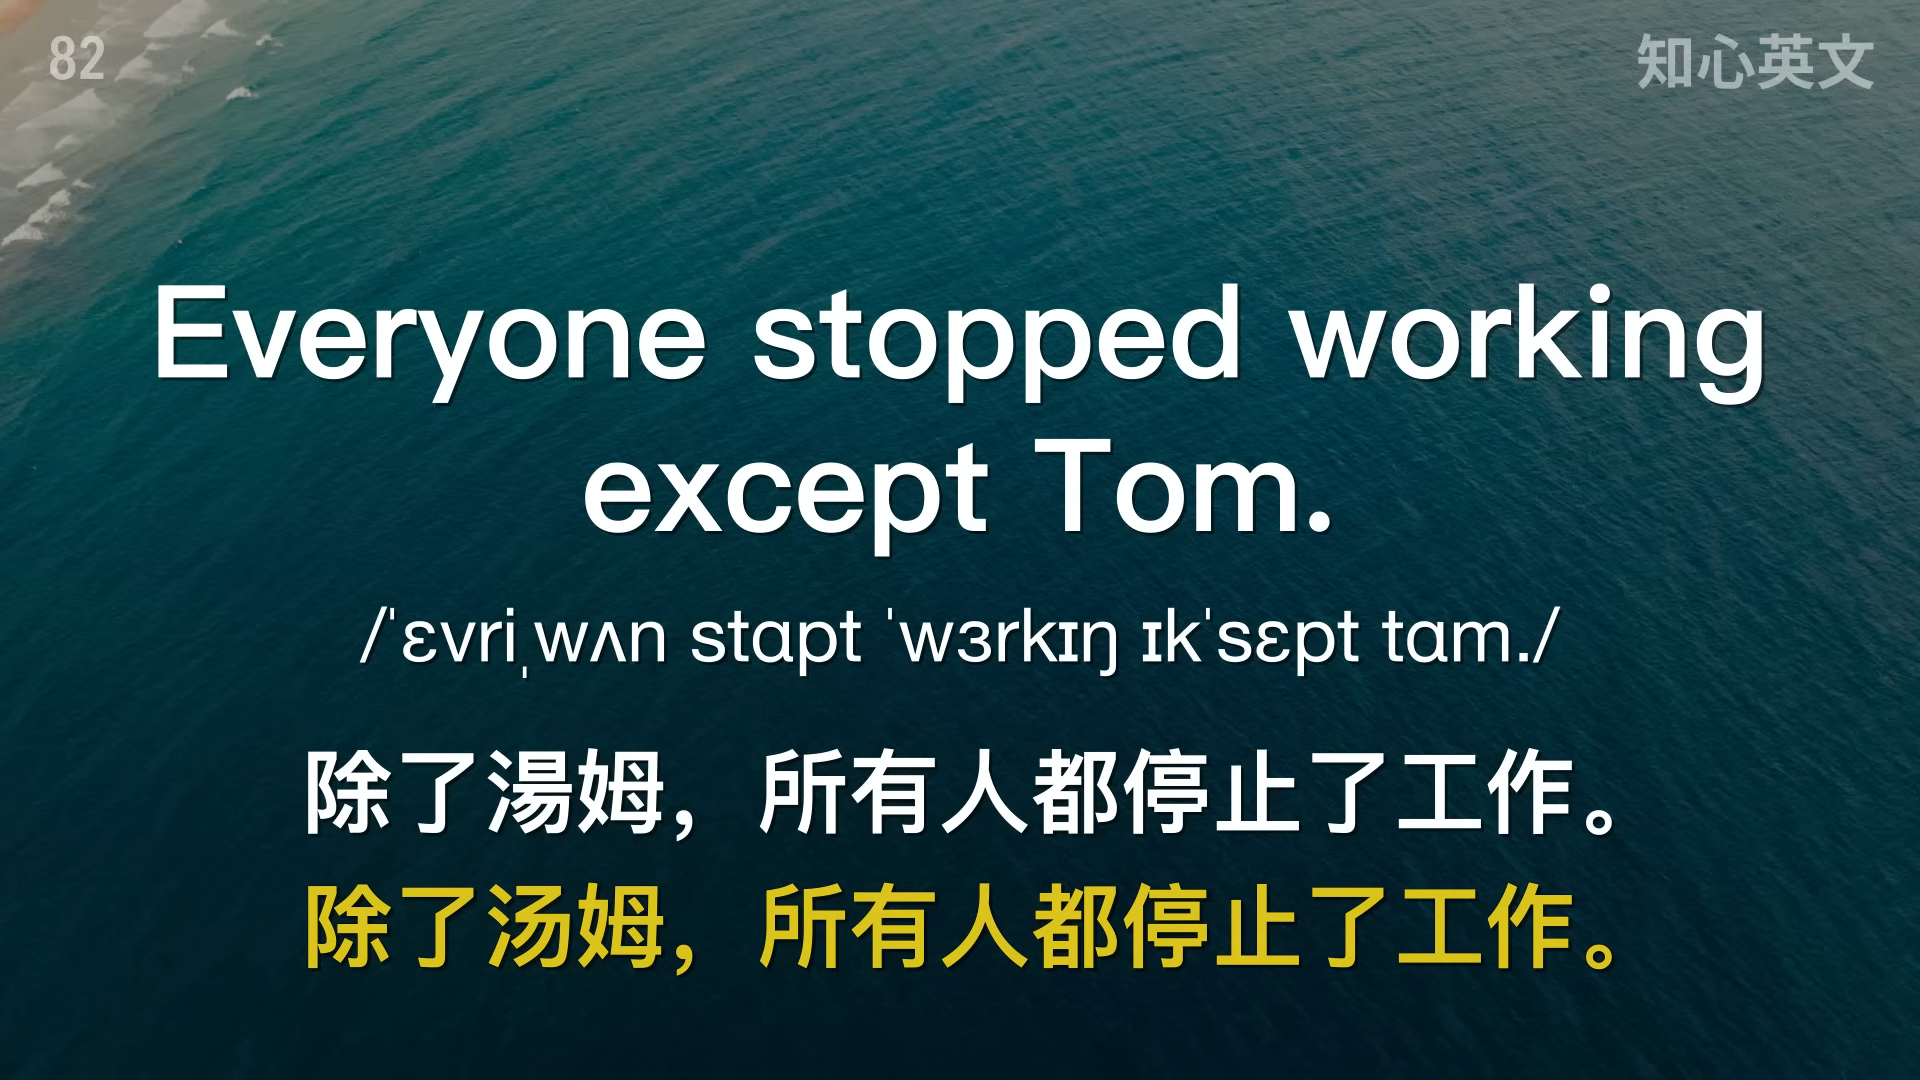 82
知心英文
Everyone stopped working
except Tom.
/ˈɛvriˌwʌn stɑpt ˈwɜrkɪŋ ɪkˈsɛpt tɑm./
除了湯姆，所有人都停止了工作。
除了汤姆，所有人都停止了工作。